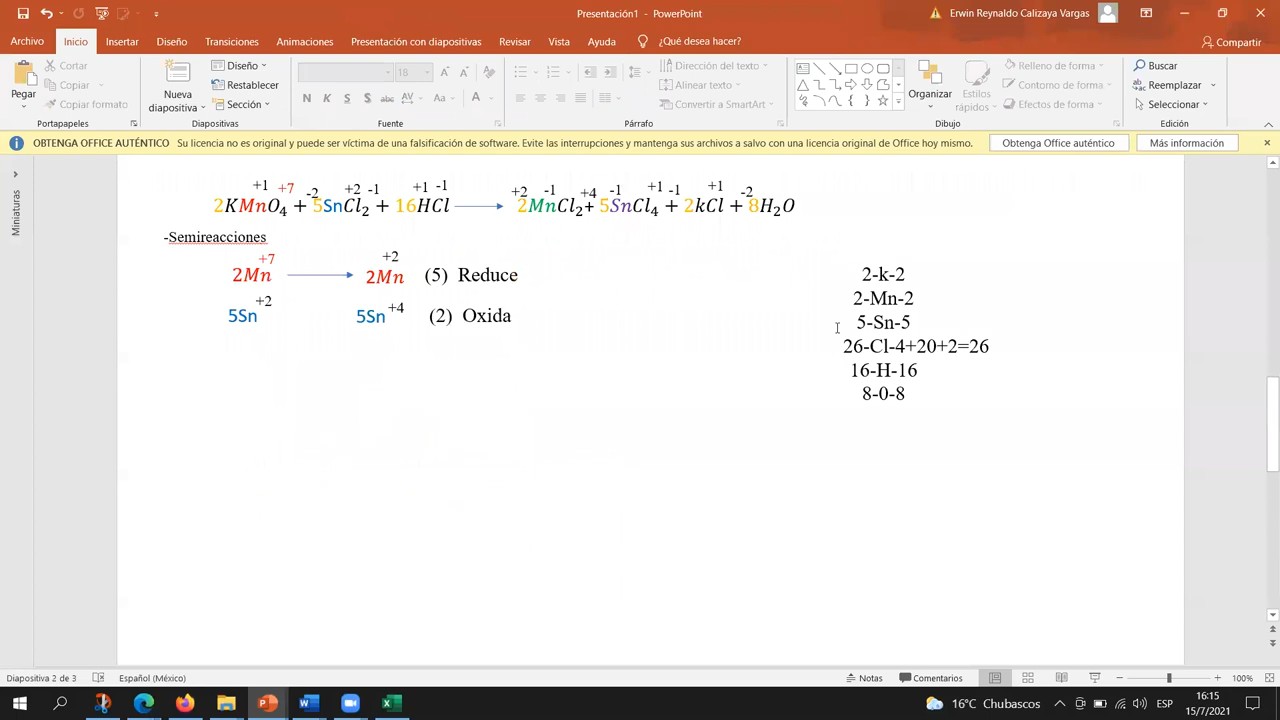 Presentación1 - PowerPoint
Erwin Reynaldo Calizaya Vargas
Archivo Inicio Insertar Diseño Transiciones Animaciones Presentación con diapositivas Revisar Vista Ayuda ¿Qué desea hacer? Compartir
Pegar
Cortar
Copiar
Copiar formato
Portapapeles
Nueva diapositiva
Diseño
Restablecer
Sección
Diapositivas
18
N K S S abc AV Aa A
Fuente
Párrafo
Dirección del texto
Alinear texto
Convertir a SmartArt
Organizar
Estilos rápidos
Relleno de forma
Contorno de forma
Efectos de forma
Dibujo
Buscar
Reemplazar
Seleccionar
Edición
OBTENGA OFFICE AUTÉNTICO Su licencia no es original y puede ser víctima de una falsificación de software. Evite las interrupciones y mantenga sus archivos a salvo con una licencia original de Office hoy mismo. Obtenga Office auténtico Más información
Miniaturas
+1 +7 -2 +2 -1 +1 -1 +2 -1 +4 -1 +1 -1 +1 -2
2KMnO4 + 5SnCl2 + 16HCl → 2MnCl2+ 5SnCl4 + 2kCl + 8H2O
-Semireacciones
+7 +2
2Mn → 2Mn (5) Reduce
+2 +4
5Sn 5Sn (2) Oxida
2-k-2
2-Mn-2
5-Sn-5
26-Cl-4+20+2=26
16-H-16
8-0-8
Diapositiva 2 de 3 Español (México) Notas Comentarios 100%
16°C Chubascos ESP 16:15
15/7/2021